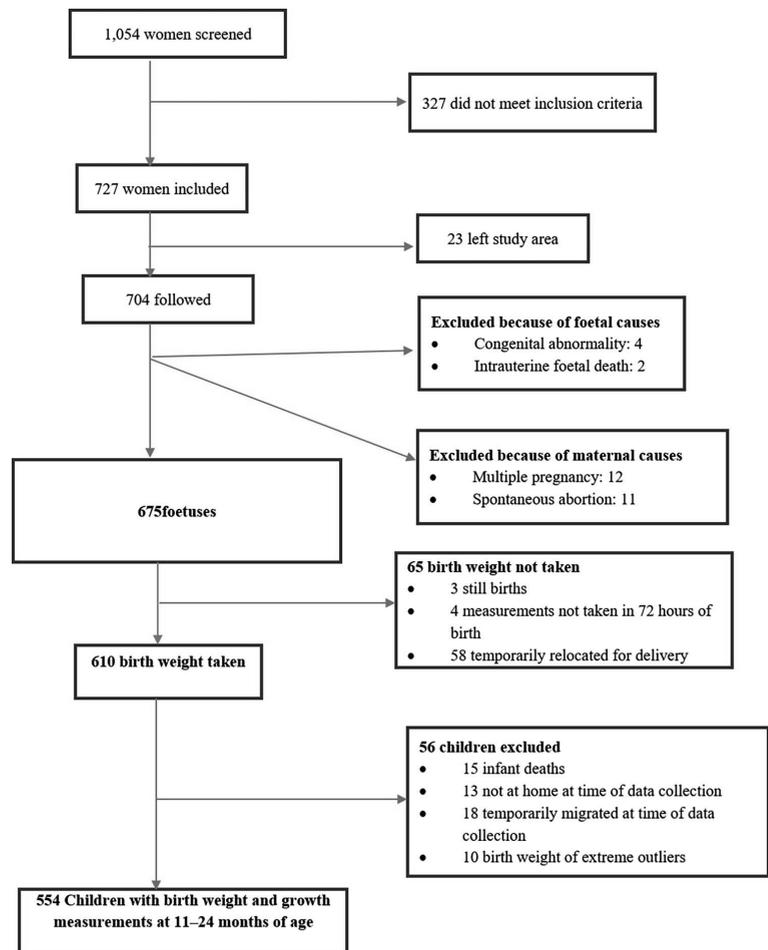 1,054 women screened
327 did not meet inclusion criteria
727 women included
23 left study area
704 followed
Excluded because of foetal causes
• Congenital abnormality: 4
• Intrauterine foetal death: 2
Excluded because of maternal causes
• Multiple pregnancy: 12
• Spontaneous abortion: 11
675foetuses
65 birth weight not taken
• 3 still births
• 4 measurements not taken in 72 hours of
birth
• 58 temporarily relocated for delivery
610 birth weight taken
56 children excluded
• 15 infant deaths
• 13 not at home at time of data collection
• 18 temporarily migrated at time of data
collection
• 10 birth weight of extreme outliers
554 Children with birth weight and growth
measurements at 11–24 months of age